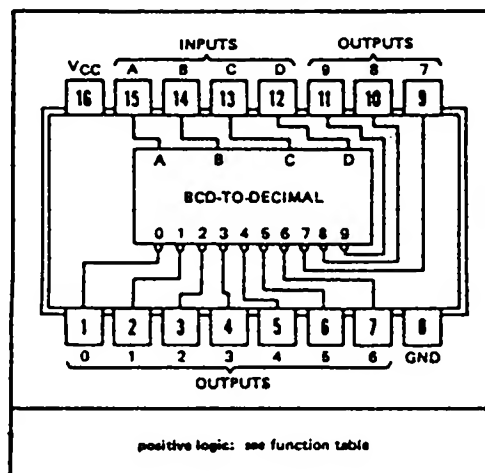 INPUTS OUTPUTS
VCC A B C D 9 8 7
16 15 14 13 12 11 10 9
A B C D
BCD-TO-DECIMAL
0 1 2 3 4 5 6 7 8 9
1 2 3 4 5 6 7 8
0 1 2 3 4 5 6 GND
OUTPUTS
positive logic: see function table